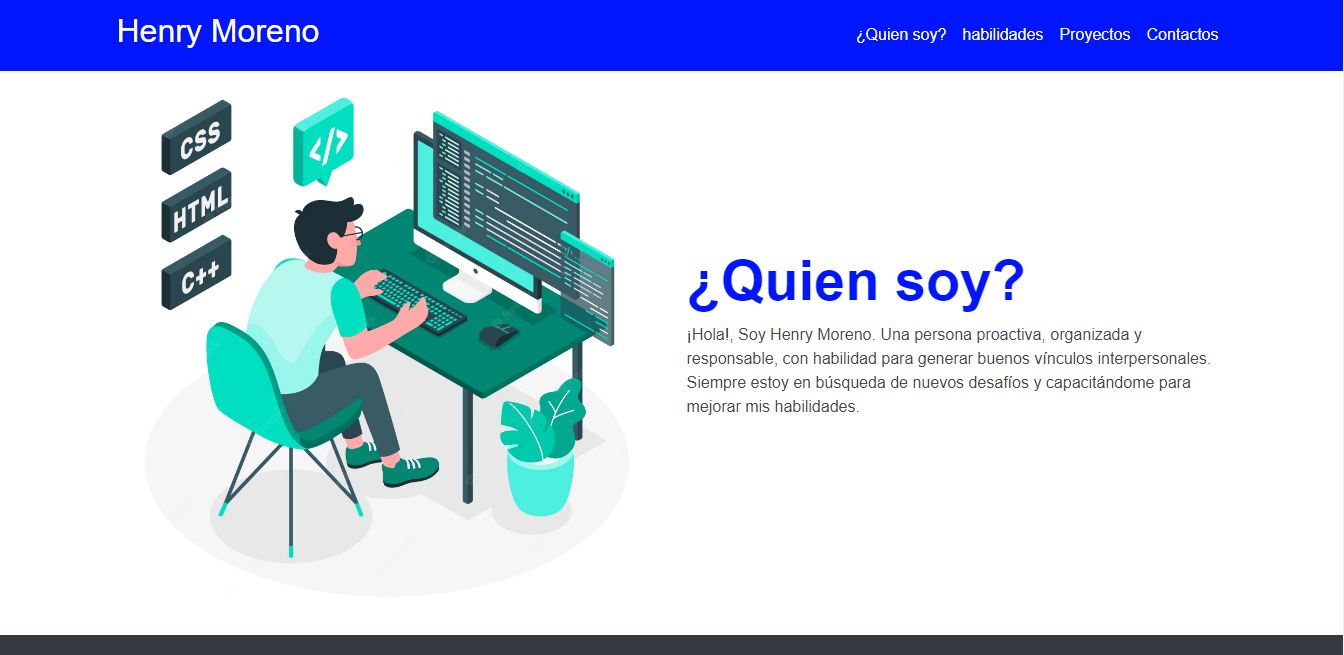 Henry Moreno
¿Quien soy? habilidades Proyectos Contactos
CSS
</>
HTML
C++
¿Quien soy?
¡Hola!, Soy Henry Moreno. Una persona proactiva, organizada y
responsable, con habilidad para generar buenos vínculos interpersonales.
Siempre estoy en búsqueda de nuevos desafíos y capacitándome para
mejorar mis habilidades.